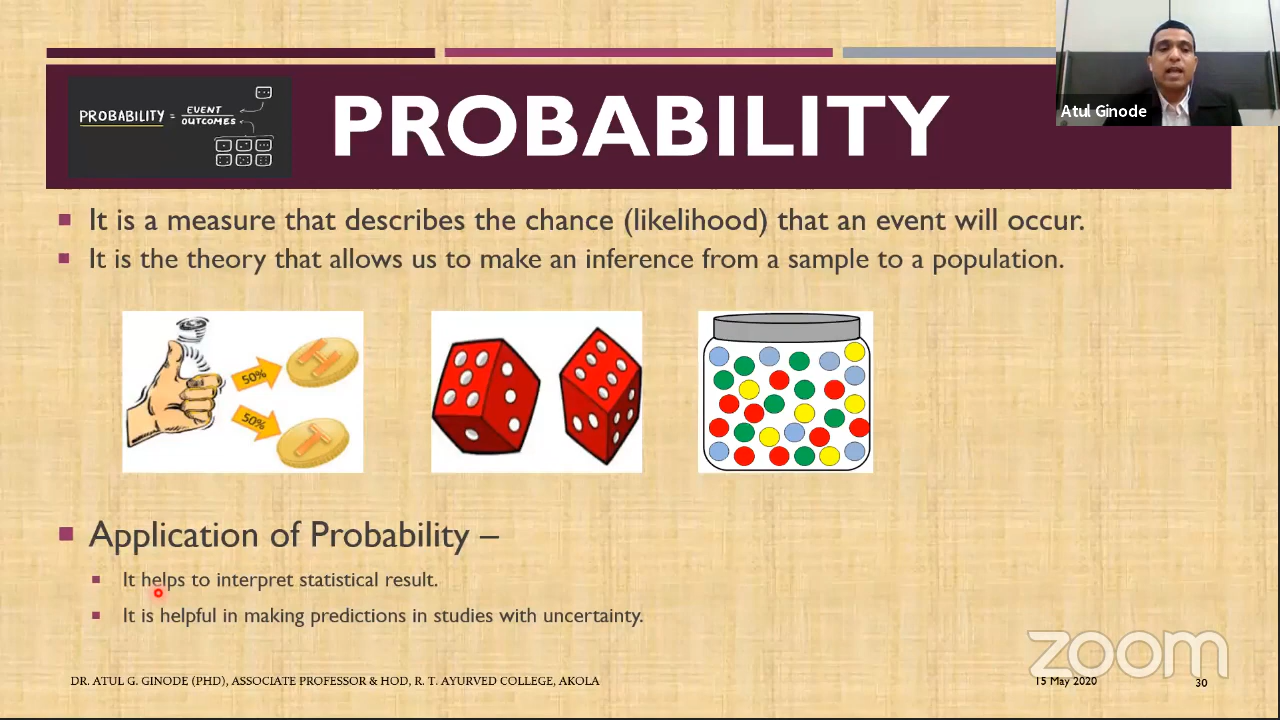 PROBABILITY = EVENT
OUTCOMES
PROBABILITY
Atul Ginode
It is a measure that describes the chance (likelihood) that an event will occur.
It is the theory that allows us to make an inference from a sample to a population.
50%
H
50%
T
Application of Probability –
It helps to interpret statistical result.
It is helpful in making predictions in studies with uncertainty.
zoom
DR. ATUL G. GINODE (PHD), ASSOCIATE PROFESSOR & HOD, R. T. AYURVED COLLEGE, AKOLA
15 May 2020
30